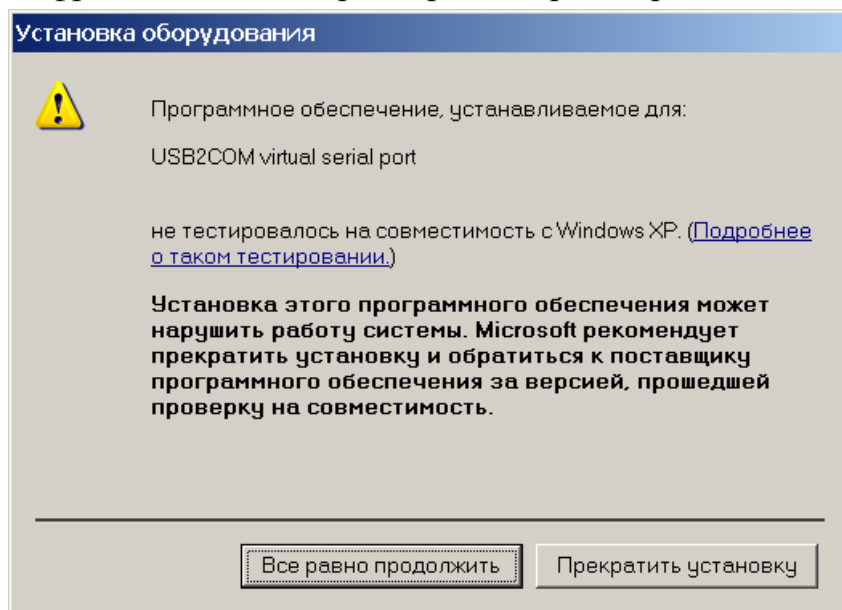 Установка оборудования
Программное обеспечение, устанавливаемое для:
USB2COM virtual serial port
не тестировалось на совместимость с Windows XP. (Подробнее
о таком тестировании.)
Установка этого программного обеспечения может
нарушить работу системы. Microsoft рекомендует
прекратить установку и обратиться к поставщику
программного обеспечения за версией, прошедшей
проверку на совместимость.
Все равно продолжить
Прекратить установку